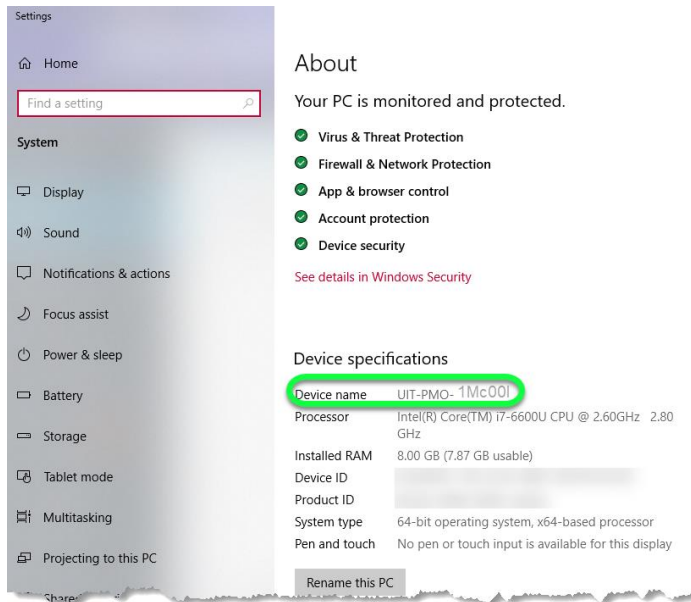 Settings
Home
Find a setting
System
Display
Sound
Notifications & actions
Focus assist
Power & sleep
Battery
Storage
Tablet mode
Multitasking
Projecting to this PC
About
Your PC is monitored and protected.
Virus & Threat Protection
Firewall & Network Protection
App & browser control
Account protection
Device security
See details in Windows Security
Device specifications
Device name UIT-PMO- 1Mc00l
Processor Intel(R) Core(TM) i7-6600U CPU @ 2.60GHz 2.80
GHz
Installed RAM 8.00 GB (7.87 GB usable)
Device ID
Product ID
System type 64-bit operating system, x64-based processor
Pen and touch No pen or touch input is available for this display
Rename this PC